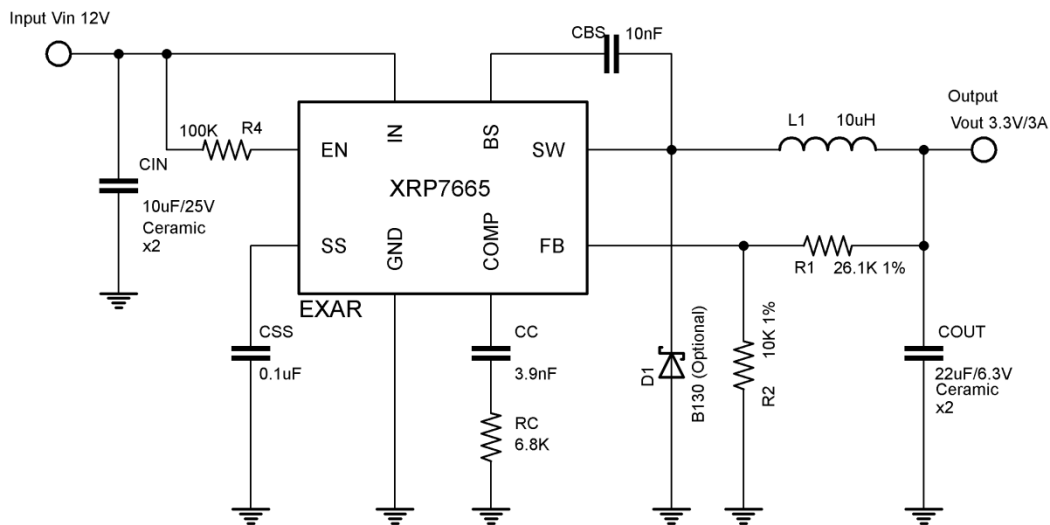 Input Vin 12V
CBS
10nF
Output
Vout 3.3V/3A
L1
10uH
100K
R4
EN
IN
BS
SW
XRP7665
CIN
10uF/25V
Ceramic
x2
SS
GND
COMP
FB
R1
26.1K 1%
EXAR
CSS
0.1uF
CC
3.9nF
D1
B130 (Optional)
10K 1%
R2
COUT
22uF/6.3V
Ceramic
x2
RC
6.8K